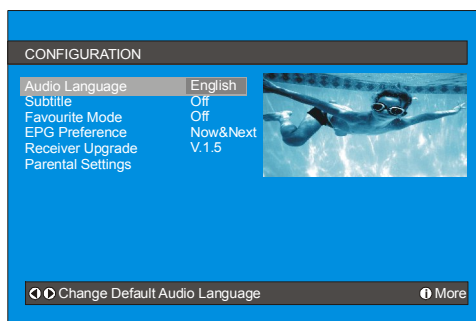 CONFIGURATION
Audio Language English
Subtitle Off
Favourite Mode Off
EPG Preference Now&Next
Receiver Upgrade V.1.5
Parental Settings
Change Default Audio Language More